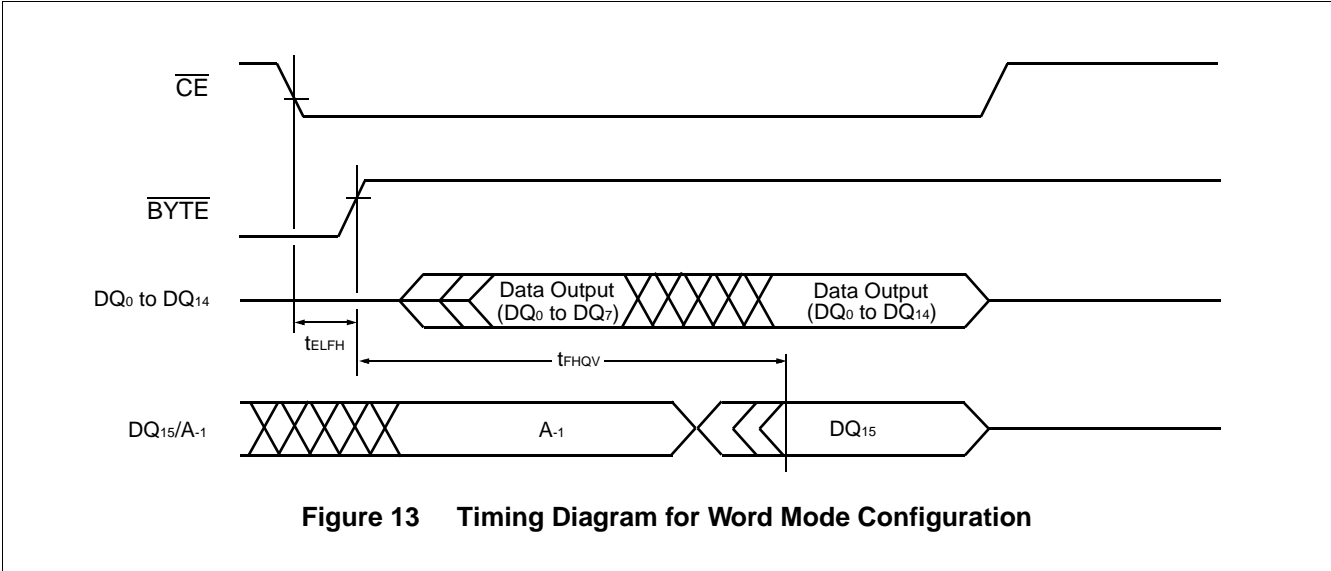 CE
BYTE
DQ0 to DQ14
Data Output
(DQ0 to DQ7)
Data Output
(DQ0 to DQ14)
tELFH
tFHQV
DQ15/A-1
A-1
DQ15
Figure 13 Timing Diagram for Word Mode Configuration